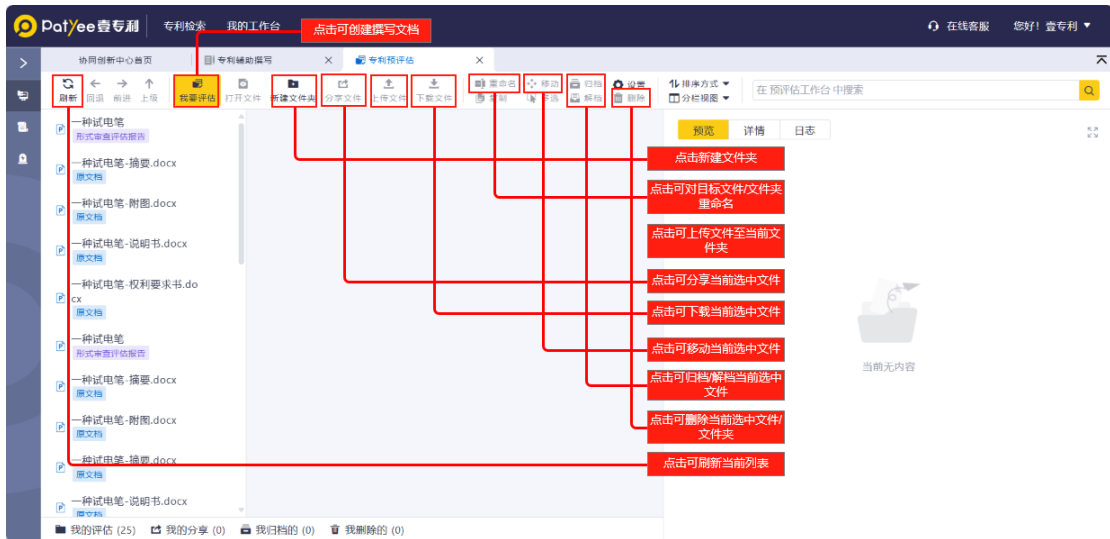 PatYee壹专利 专利检索 我的工作台 点击可创建撰写文档 在线客服 您好！壹专利
协同创新中心首页 专利辅助撰写 × 专利预评估 ×
刷新 回退 前进 上级 我要评估 打开文件 新建文件夹 分享文件 上传文件 下载文件 重命名 复制 移动 多选 归档 解档 设置 删除 排序方式 分栏视图 在 预评估工作台 中搜索
预览 详情 日志
一种试电笔
形式审查评估报告
一种试电笔-摘要.docx
原文档
一种试电笔-附图.docx
原文档
一种试电笔-说明书.docx
原文档
一种试电笔-权利要求书.do
cx
原文档
一种试电笔
形式审查评估报告
一种试电笔-摘要.docx
原文档
一种试电笔-附图.docx
原文档
一种试电笔-摘要.docx
原文档
一种试电笔-说明书.docx
原文档
点击新建文件夹
点击可对目标文件/文件夹
重命名
点击可上传文件至当前文
件夹
点击可分享当前选中文件
点击可下载当前选中文件
点击可移动当前选中文件
点击可归档/解档当前选中
文件
点击可删除当前选中文件/
文件夹
点击可刷新当前列表
当前无内容
我的评估 (25) 我的分享 (0) 我归档的 (0) 我删除的 (0)